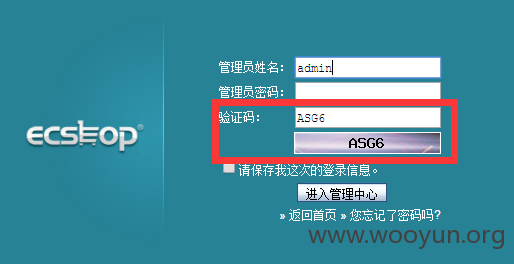 ecshop®
管理员姓名: admin
管理员密码:
验证码: ASG6
ASG6
请保存我这次的登录信息。
进入管理中心
» 返回首页 » 您忘记了密码吗?
www.wooyun.org